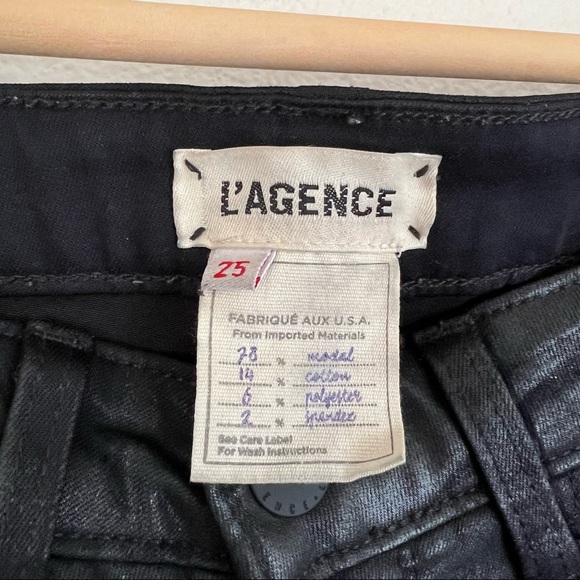 L'AGENCE
25
FABRIQUÉ AUX U.S.A.
From Imported Materials
78 % modal
14 % cotton
6 % polyester
2 % spandex
See Care Label
For Wash Instructions
ENCE